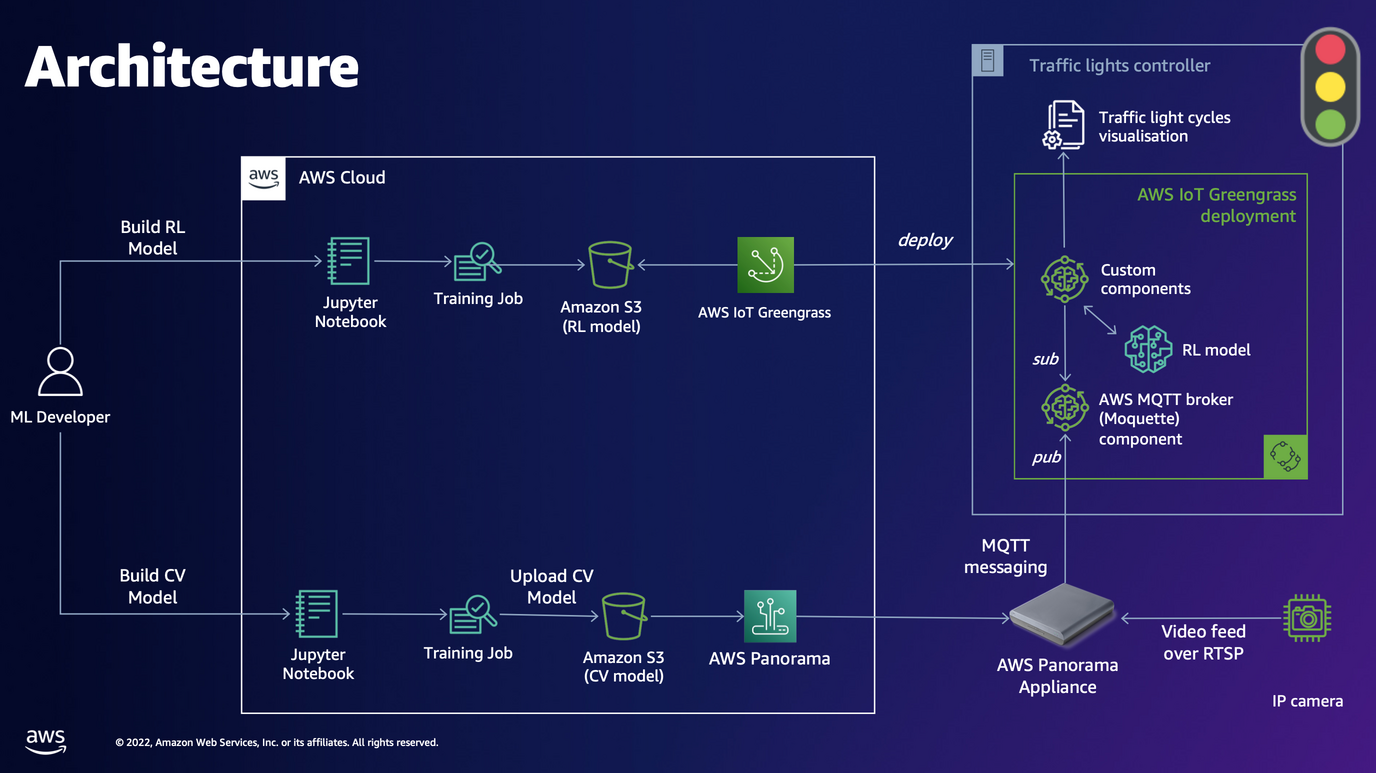 Architecture
Traffic lights controller
Traffic light cycles
visualisation
aws
AWS Cloud
AWS IoT Greengrass
deployment
Build RL
Model
deploy
Jupyter
Notebook
Training Job
Amazon S3
(RL model)
AWS IoT Greengrass
Custom
components
sub
RL model
ML Developer
AWS MQTT broker
(Moquette)
component
pub
MQTT
messaging
Build CV
Model
Upload CV
Model
Jupyter
Notebook
Training Job
Amazon S3
(CV model)
AWS Panorama
AWS Panorama
Appliance
Video feed
over RTSP
IP camera
aws
© 2022, Amazon Web Services, Inc. or its affiliates. All rights reserved.